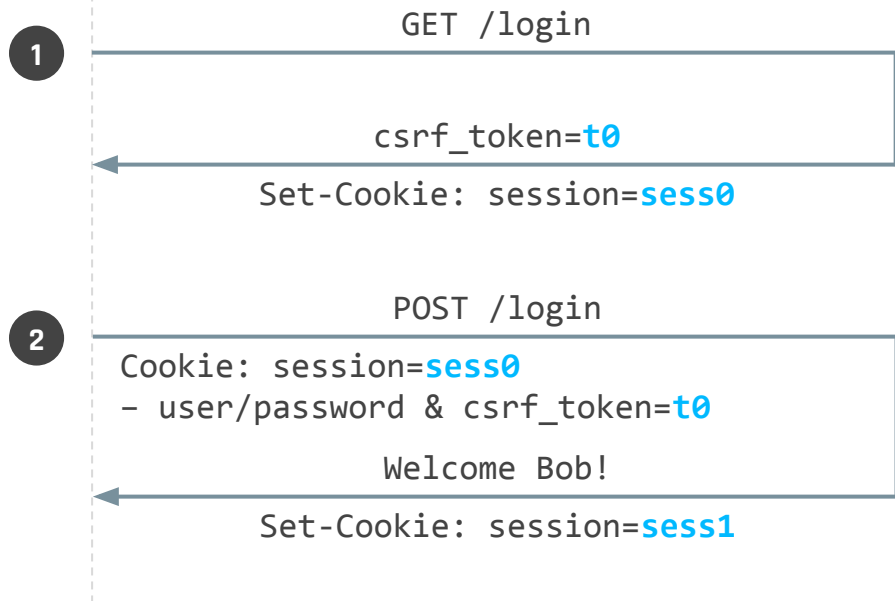 GET /login
1
csrf_token=t0
Set-Cookie: session=sess0
POST /login
2
Cookie: session=sess0
– user/password & csrf_token=t0
Welcome Bob!
Set-Cookie: session=sess1